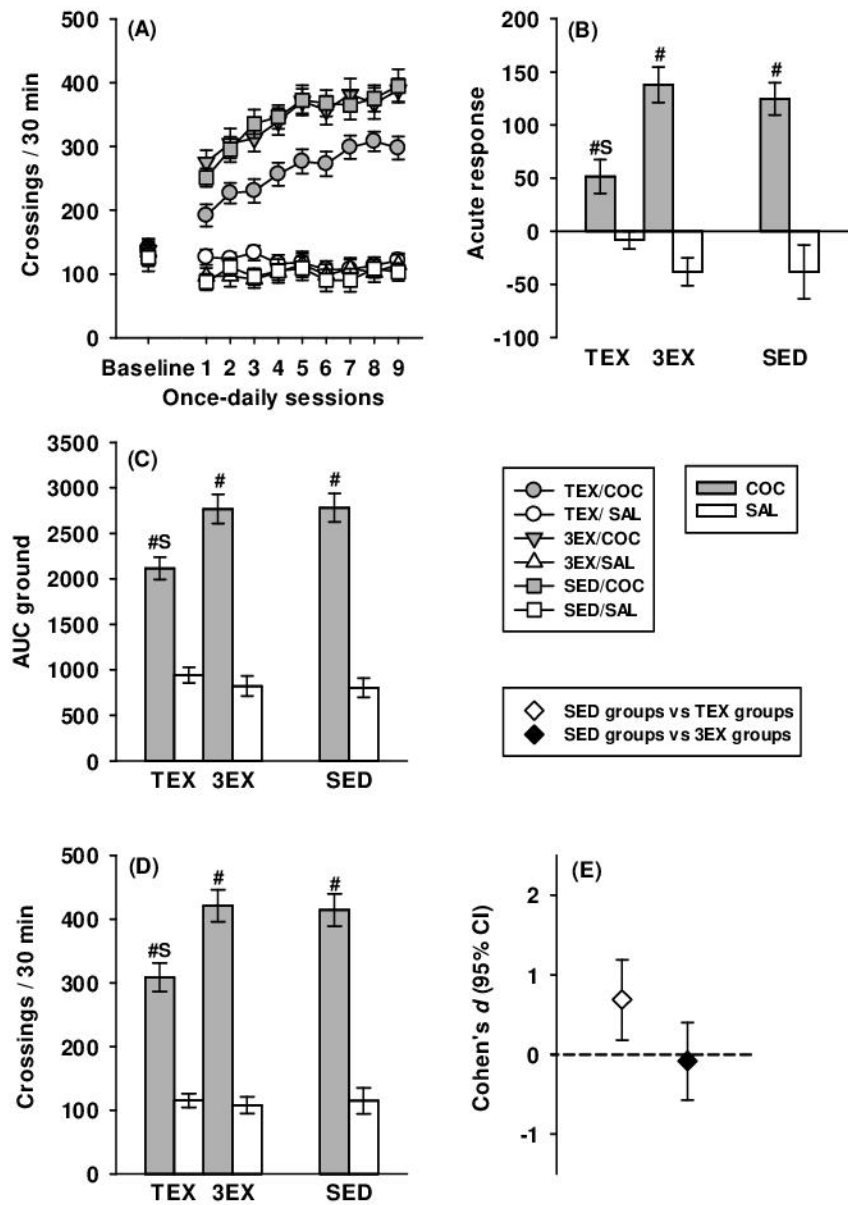 (A)
500
400
300
200
100
0
Crossings / 30 min
Baseline 1 2 3 4 5 6 7 8 9
Once-daily sessions
(B)
200
150
100
50
0
-50
-100
Acute response
#S
#
#
TEX 3EX SED
(C)
3500
3000
2500
2000
1500
1000
500
0
AUC ground
#S
#
#
TEX 3EX SED
TEX/COC
TEX/ SAL
3EX/COC
3EX/SAL
SED/COC
SED/SAL
COC
SAL
SED groups vs TEX groups
SED groups vs 3EX groups
(D)
500
400
300
200
100
0
Crossings / 30 min
#S
#
#
TEX 3EX SED
(E)
2
1
0
-1
Cohen's d (95% CI)